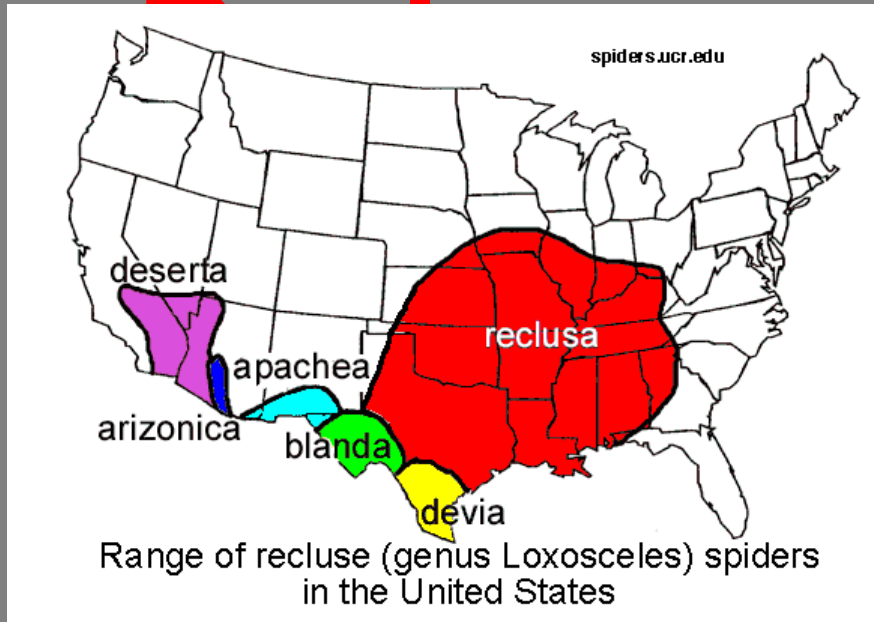 spiders.ucr.edu
deserta
reclusa
apachea
arizonica
blanda
devia
Range of recluse (genus Loxosceles) spiders
in the United States